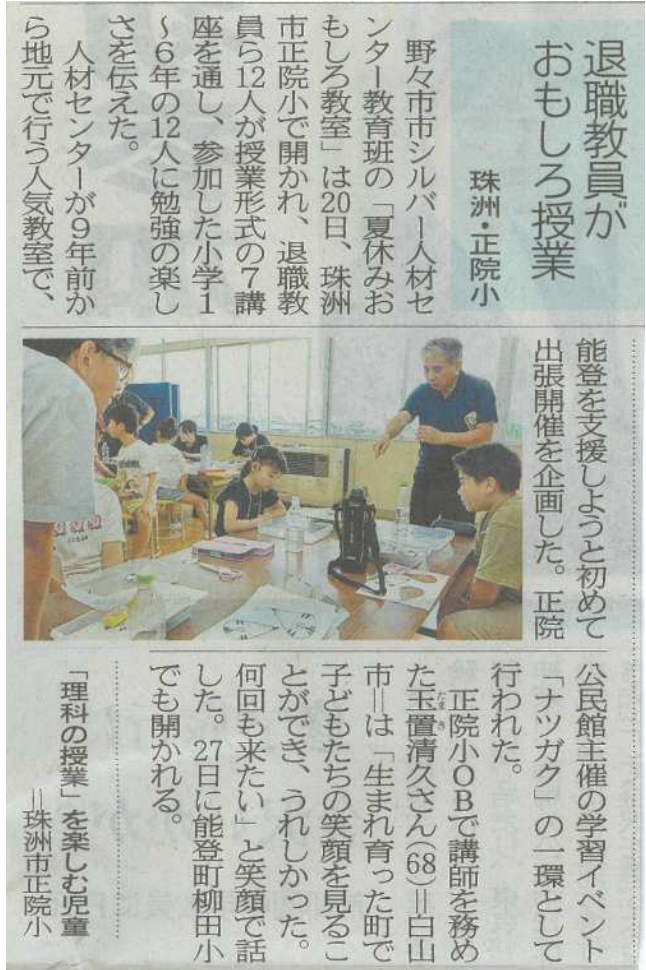 退職教員が
おもしろ授業
珠洲・正院小
野々市市シルバー人材セ
ンター教育班の「夏休みお
もしろ教室」は20日、珠洲
市正院小で開かれ、退職教
員ら12人が授業形式の7講
座を通し、参加した小学1
～6年の12人に勉強の楽し
さを伝えた。
人材センターが9年前か
ら地元で行う人気教室で、
能登を支援しようと初めて
出張開催を企画した。正院
公民館主催の学習イベント
「ナツガク」の一環として
行われた。
正院小OBで講師を務め
た玉置清久さん(68)＝白山
たまき
市＝は「生まれ育った町で
子どもたちの笑顔を見るこ
とができ、うれしかった。
何回も来たい」と笑顔で話
した。27日に能登町柳田小
でも開かれる。
「理科の授業」を楽しむ児童
＝珠洲市正院小